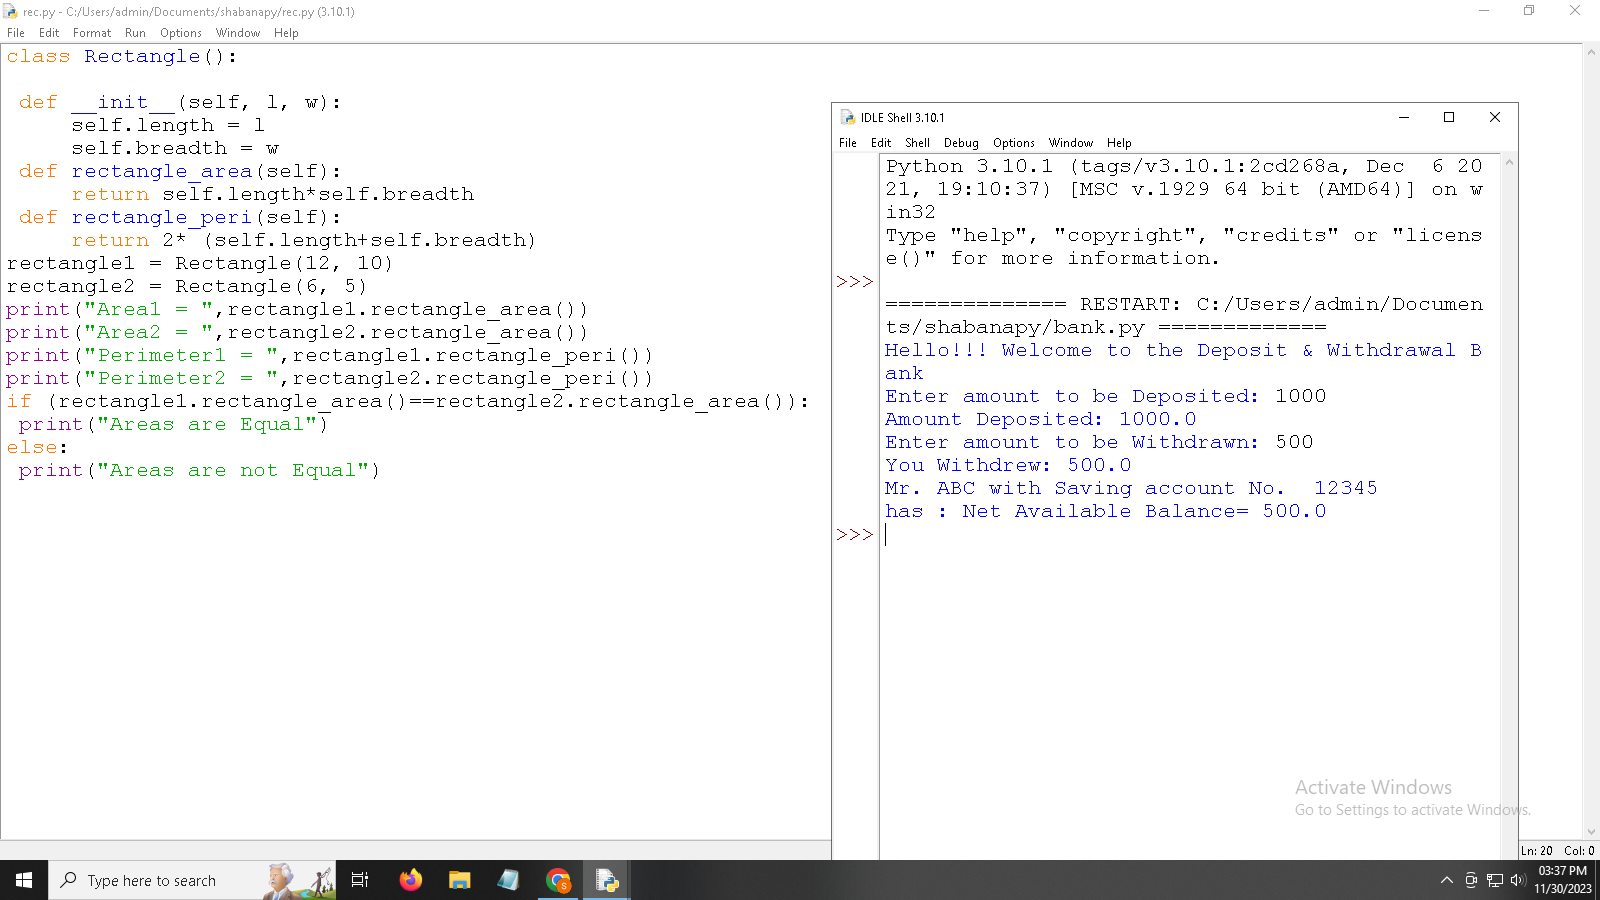 rec.py - C:/Users/admin/Documents/shabanapy/rec.py (3.10.1)
File Edit Format Run Options Window Help
class Rectangle():
def __init__(self, l, w):
self.length = l
self.breadth = w
def rectangle_area(self):
return self.length*self.breadth
def rectangle_peri(self):
return 2* (self.length+self.breadth)
rectangle1 = Rectangle(12, 10)
rectangle2 = Rectangle(6, 5)
print("Area1 = ",rectangle1.rectangle_area())
print("Area2 = ",rectangle2.rectangle_area())
print("Perimeter1 = ",rectangle1.rectangle_peri())
print("Perimeter2 = ",rectangle2.rectangle_peri())
if (rectangle1.rectangle_area()==rectangle2.rectangle_area()):
print("Areas are Equal")
else:
print("Areas are not Equal")
IDLE Shell 3.10.1
File Edit Shell Debug Options Window Help
Python 3.10.1 (tags/v3.10.1:2cd268a, Dec  6 20
21, 19:10:37) [MSC v.1929 64 bit (AMD64)] on w
in32
Type "help", "copyright", "credits" or "licens
e()" for more information.
>>>
============== RESTART: C:/Users/admin/Documen
ts/shabanapy/bank.py =============
Hello!!! Welcome to the Deposit & Withdrawal B
ank
Enter amount to be Deposited: 1000
Amount Deposited: 1000.0
Enter amount to be Withdrawn: 500
You Withdrew: 500.0
Mr. ABC with Saving account No.  12345
has : Net Available Balance= 500.0
>>>
Activate Windows
Go to Settings to activate Windows.
Ln: 20 Col: 0
Type here to search
S
03:37 PM
11/30/2023